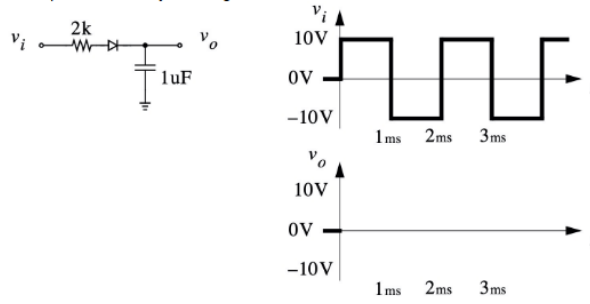 v_i 2k v_o
1uF
v_i
10V
0V
−10V
1ms 2ms 3ms
v_o
10V
0V
−10V
1ms 2ms 3ms